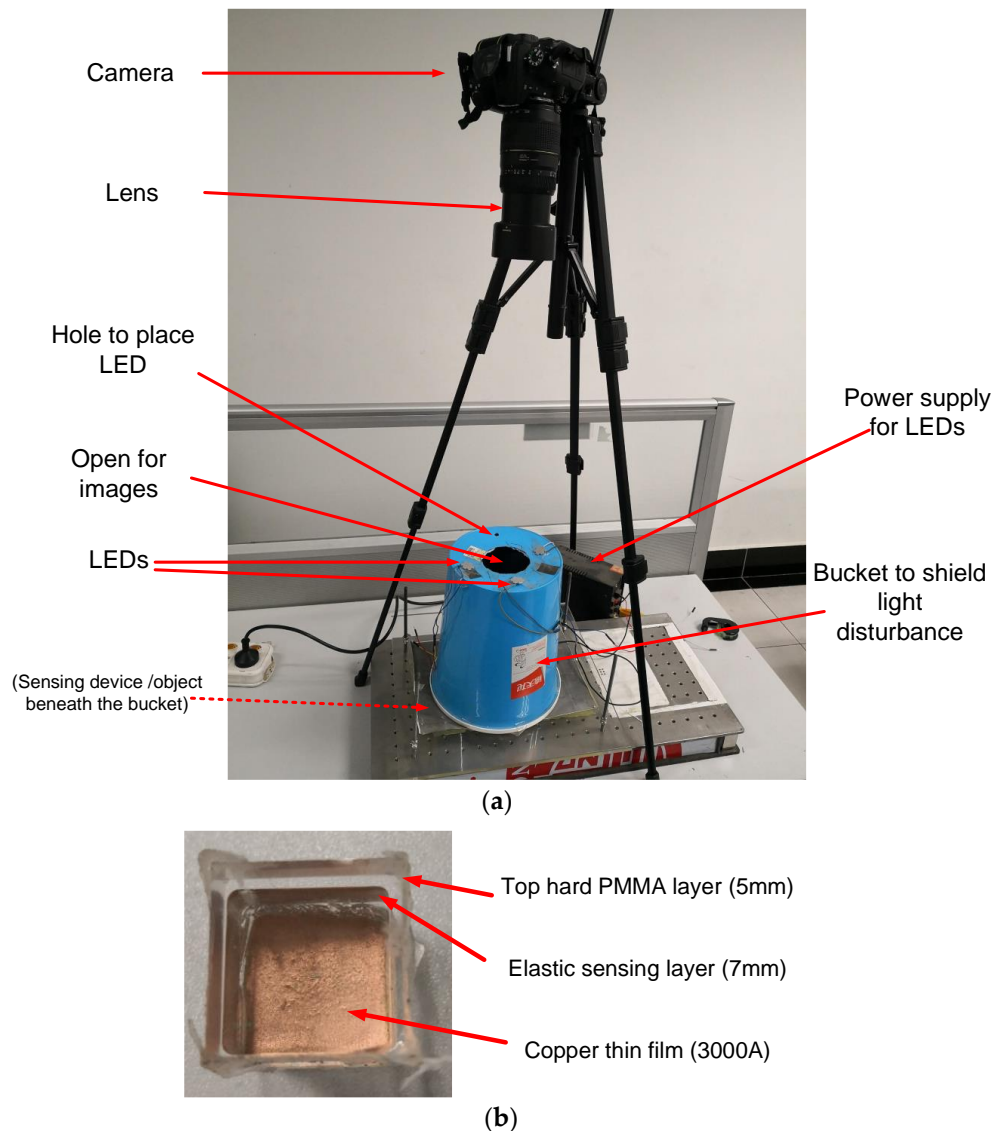 Camera
Lens
Hole to place
LED
Power supply
for LEDs
Open for
images
LEDs
Bucket to shield
light
disturbance
(Sensing device /object
beneath the bucket)
(a)
Top hard PMMA layer (5mm)
Elastic sensing layer (7mm)
Copper thin film (3000A)
(b)